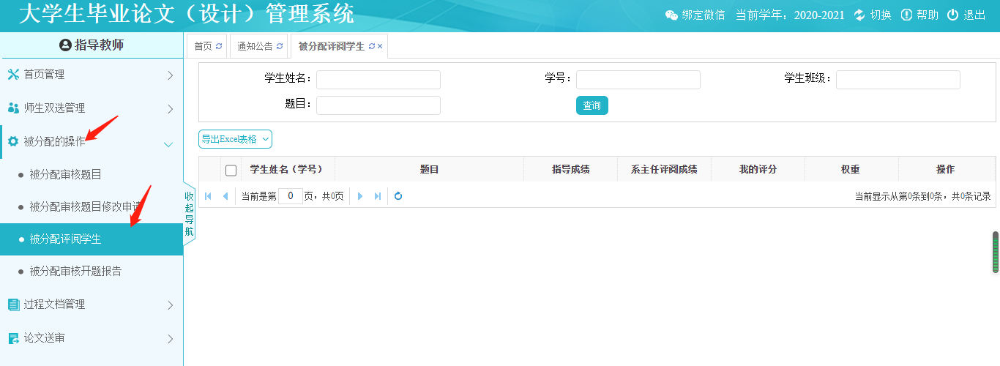 大学生毕业论文（设计）管理系统
绑定微信 当前学年：2020-2021 切换 帮助 退出
指导教师
首页管理
师生双选管理
被分配的操作
被分配审核题目
被分配审核题目修改申请
被分配评阅学生
被分配审核开题报告
过程文档管理
论文送审
收起导航
首页 通知公告 被分配评阅学生
学生姓名： 学号： 学生班级：
题目： 查询
导出Excel表格
学生姓名（学号） 题目 指导成绩 系主任评阅成绩 我的评分 权重 操作
当前是第 0 页，共0页 当前显示从第0条到0条，共0条记录